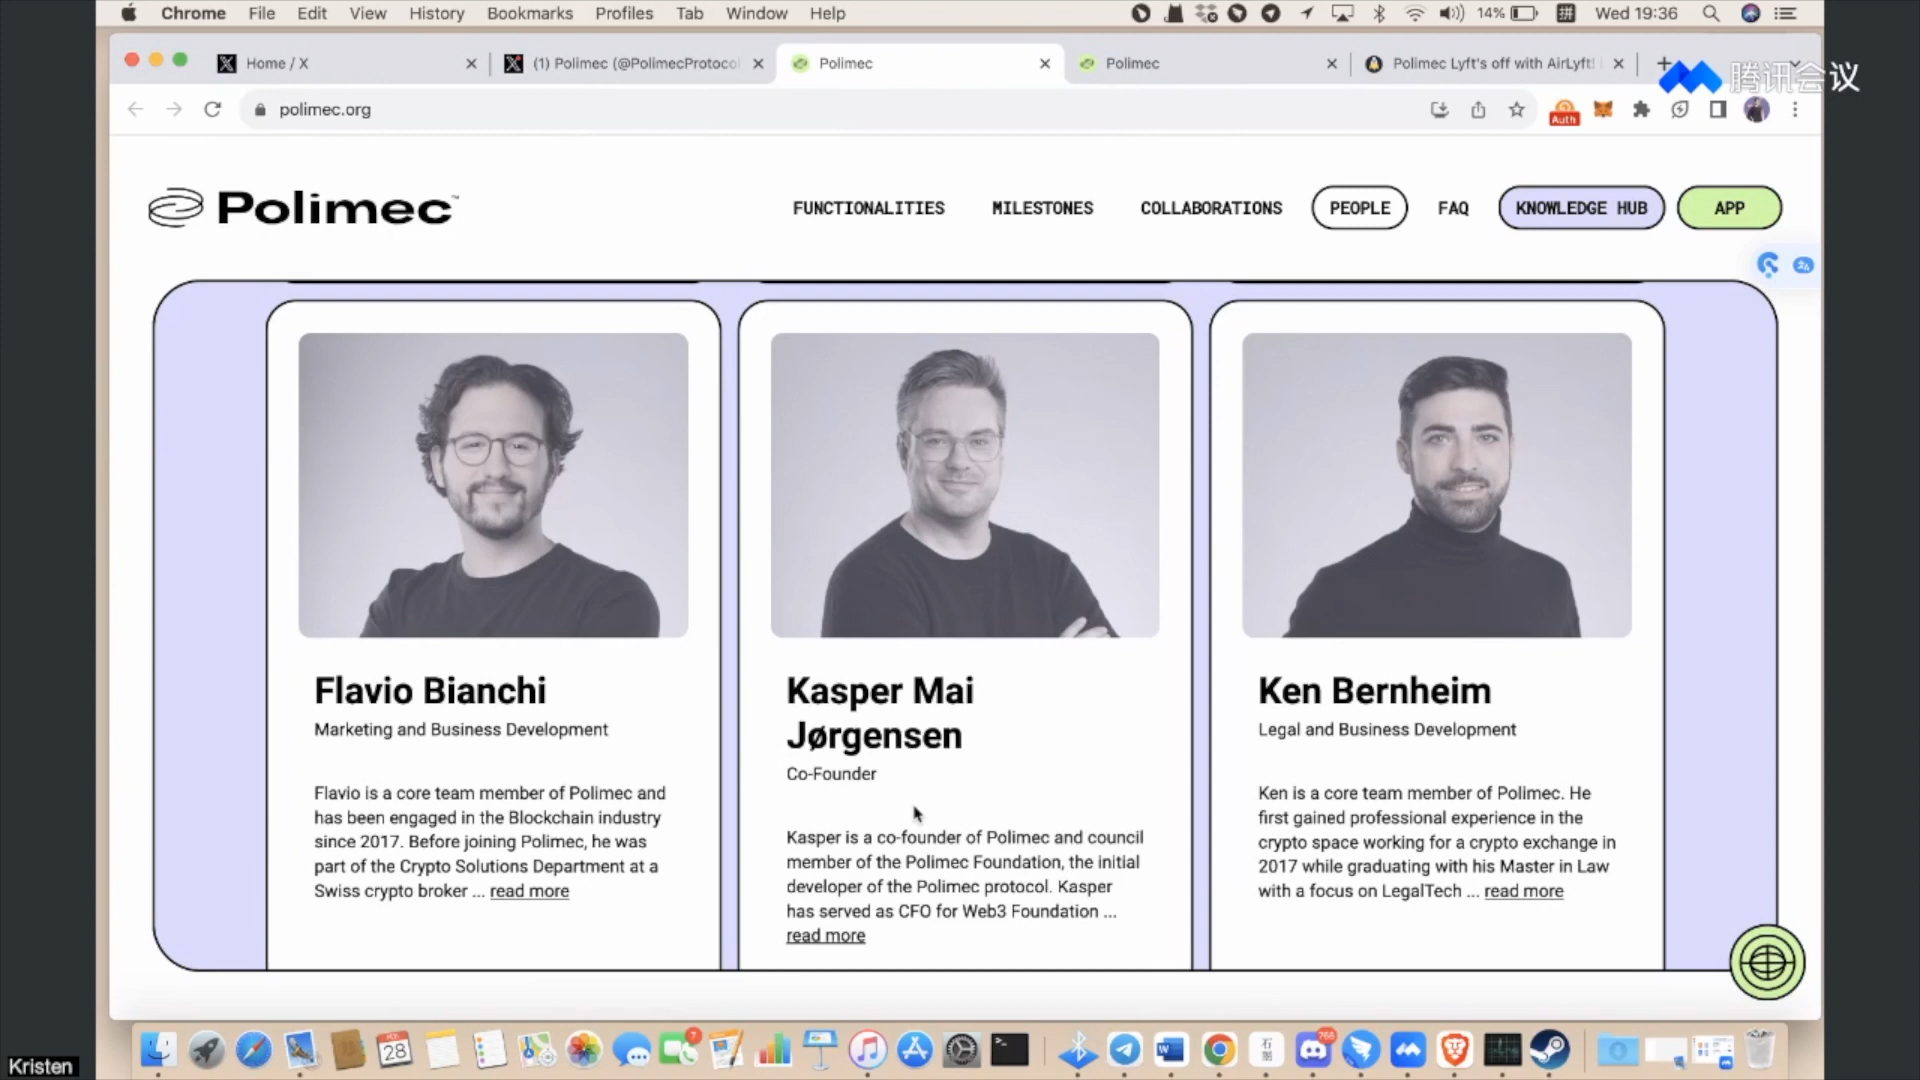 Chrome File Edit View History Bookmarks Profiles Tab Window Help 14% Wed 19:36
Home / X
(1) Polimec (@PolimecProtocol
Polimec
Polimec
Polimec Lyft's off with AirLyft!
腾讯会议
polimec.org
Auth
Polimec™
FUNCTIONALITIES MILESTONES COLLABORATIONS PEOPLE FAQ KNOWLEDGE HUB APP
Flavio Bianchi
Marketing and Business Development
Flavio is a core team member of Polimec and
has been engaged in the Blockchain industry
since 2017. Before joining Polimec, he was
part of the Crypto Solutions Department at a
Swiss crypto broker ... read more
Kasper Mai
Jørgensen
Co-Founder
Kasper is a co-founder of Polimec and council
member of the Polimec Foundation, the initial
developer of the Polimec protocol. Kasper
has served as CFO for Web3 Foundation ...
read more
Ken Bernheim
Legal and Business Development
Ken is a core team member of Polimec. He
first gained professional experience in the
crypto space working for a crypto exchange in
2017 while graduating with his Master in Law
with a focus on LegalTech ... read more
28
7
Kristen